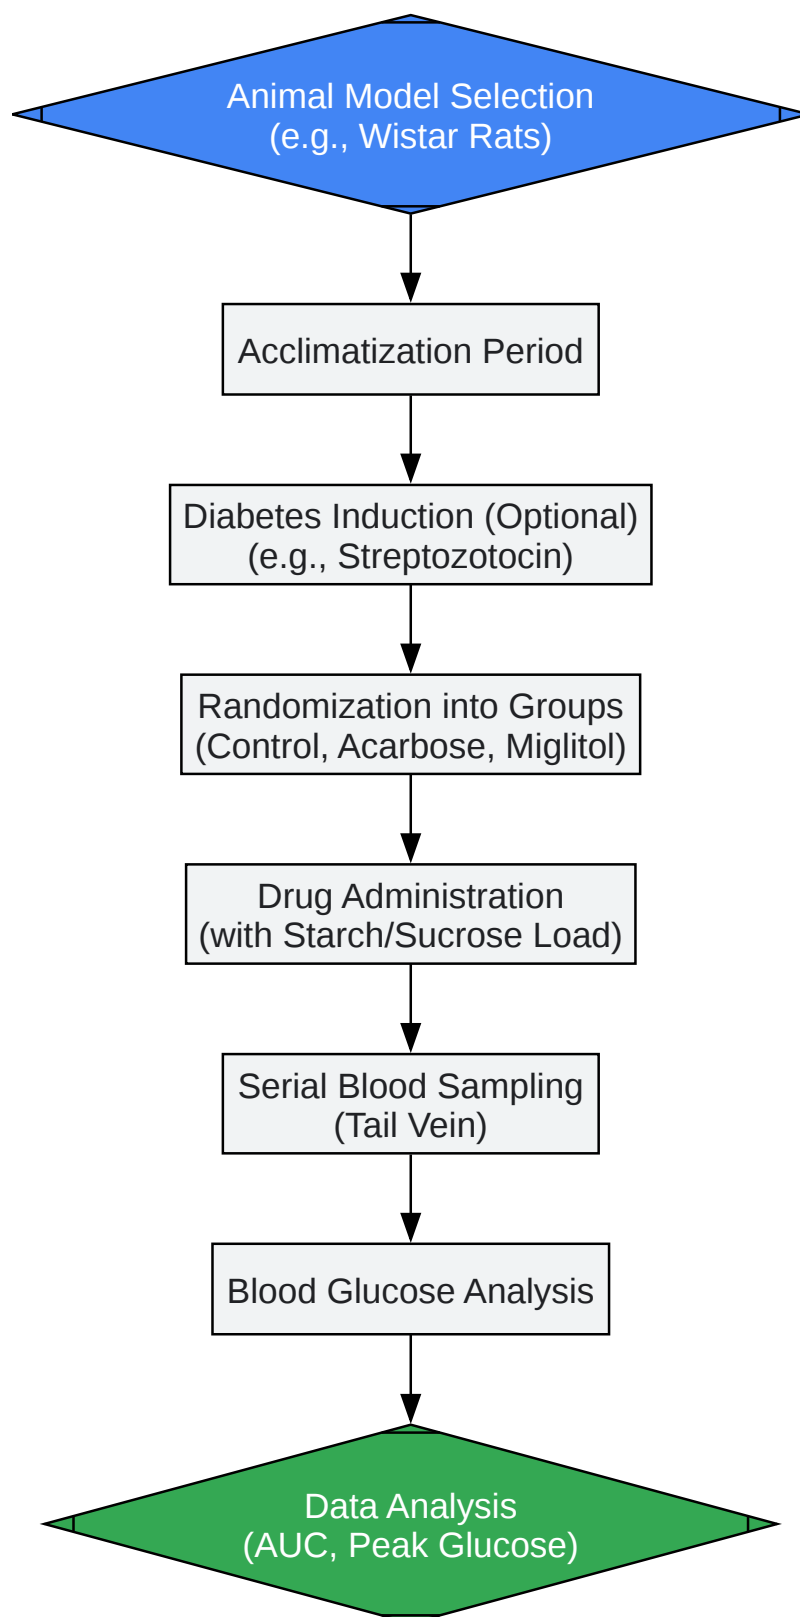 Animal Model Selection
(e.g., Wistar Rats)
Acclimatization Period
Diabetes Induction (Optional)
(e.g., Streptozotocin)
Randomization into Groups
(Control, Acarbose, Miglitol)
Drug Administration
(with Starch/Sucrose Load)
Serial Blood Sampling
(Tail Vein)
Blood Glucose Analysis
Data Analysis
(AUC, Peak Glucose)